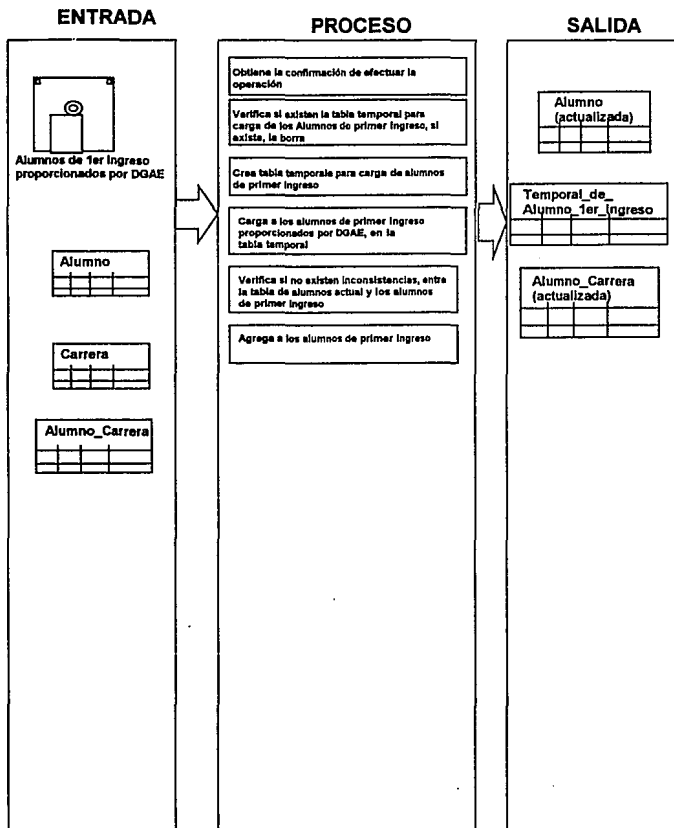 ENTRADA
Alumnos de 1er Ingreso
proporcionados por DGAE
Alumno
Carrera
Alumno_Carrera
PROCESO
Obtiene la confirmación de efectuar la
operación
Verifica si existen la tabla temporal para
carga de los Alumnos de primer Ingreso, si
existe, la borra
Crea tabla temporale para carga de alumnos
de primer Ingreso
Carga a los alumnos de primer Ingreso
proporcionados por DGAE, en la
tabla temporal
Verifica si no existen inconsistencias, entre
la tabla de alumnos actual y los alumnos
de primer Ingreso
Agrega a los alumnos de primer Ingreso
SALIDA
Alumno
(actualizada)
Temporal_de_
Alumno_1er_Ingreso
Alumno_Carrera
(actualizada)